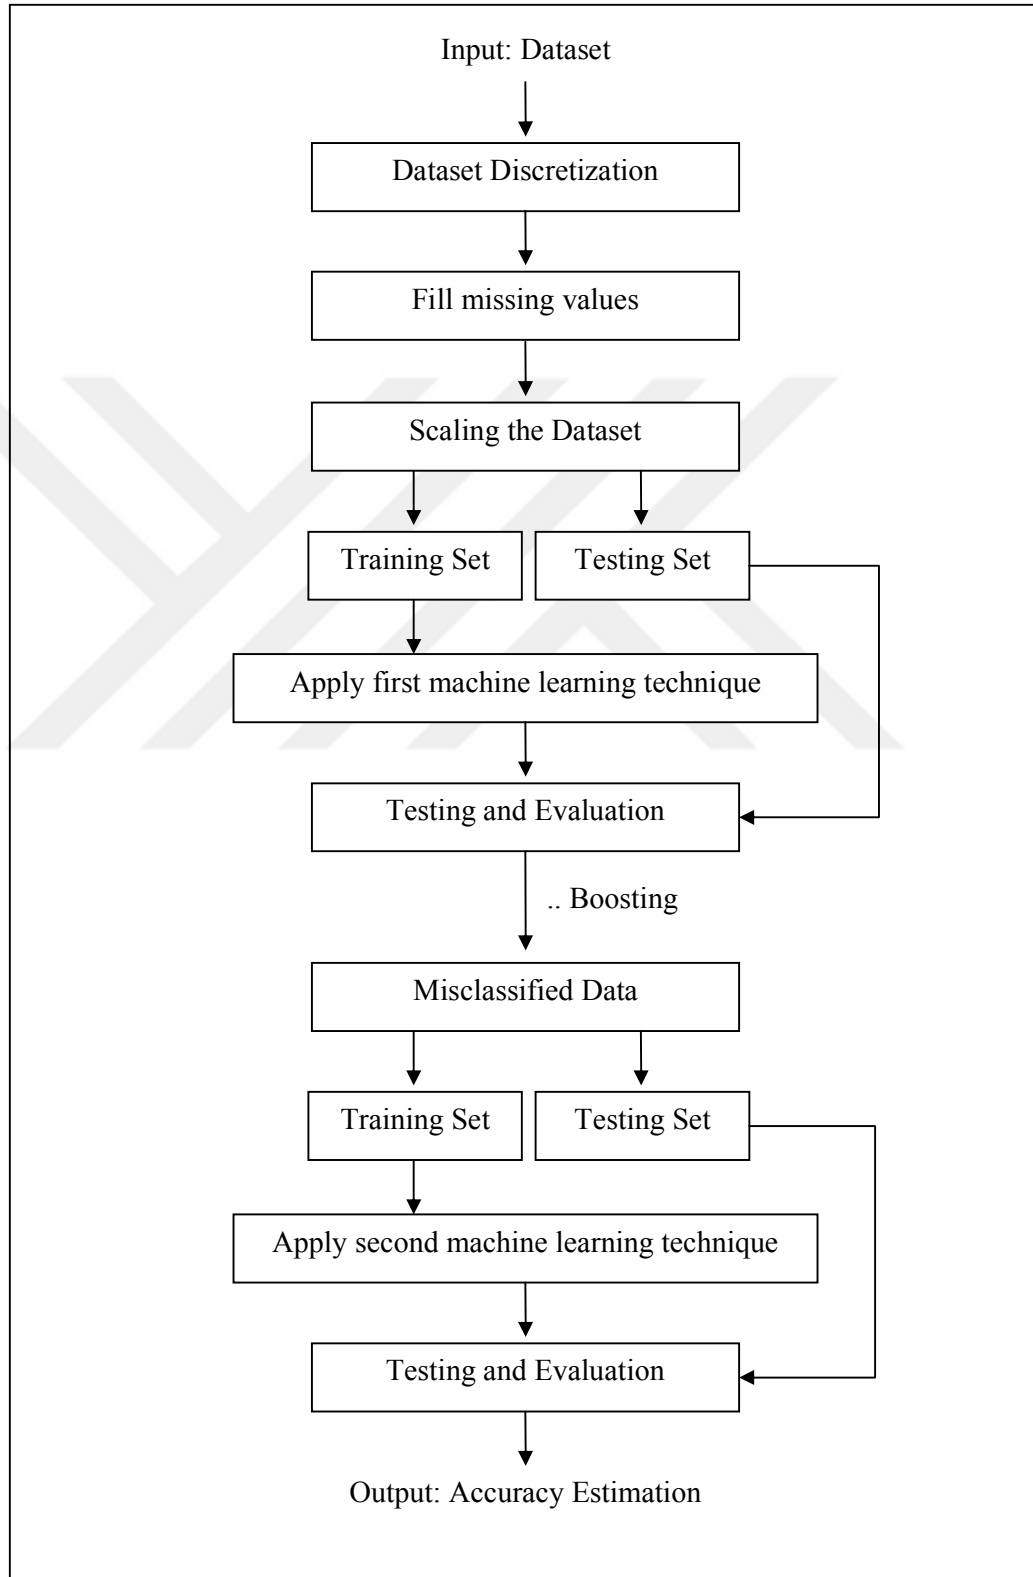 Input: Dataset
Dataset Discretization
Fill missing values
Scaling the Dataset
Training Set
Testing Set
Apply first machine learning technique
Testing and Evaluation
.. Boosting
Misclassified Data
Training Set
Testing Set
Apply second machine learning technique
Testing and Evaluation
Output: Accuracy Estimation